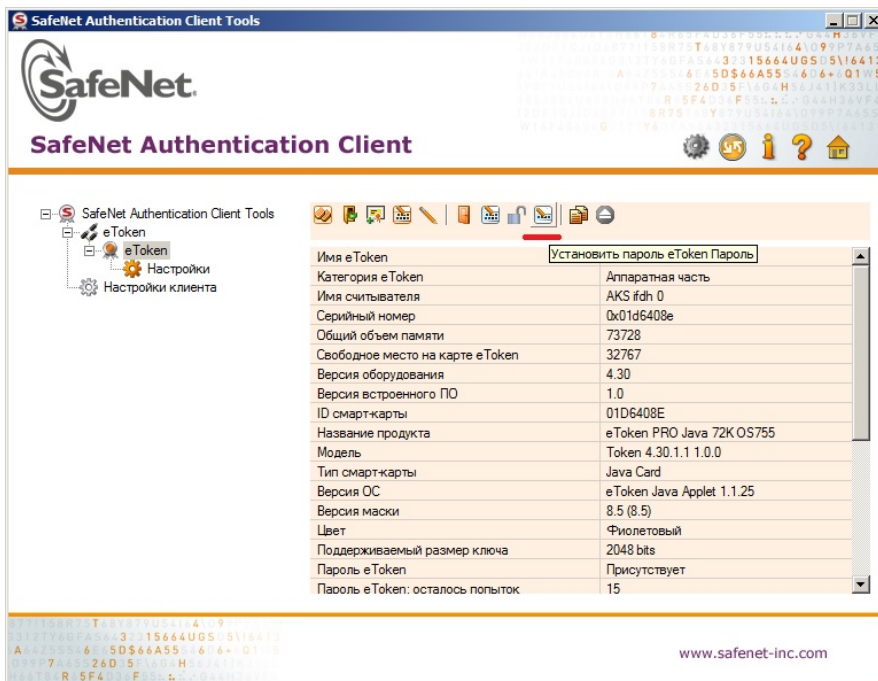 SafeNet Authentication Client Tools
SafeNet.
SafeNet Authentication Client
SafeNet Authentication Client Tools
eToken
eToken
Настройки
Настройки клиента
Установить пароль eToken Пароль
Имя eToken
Категория eToken Аппаратная часть
Имя считывателя AKS ifdh 0
Серийный номер 0x01d6408e
Общий объем памяти 73728
Свободное место на карте eToken 32767
Версия оборудования 4.30
Версия встроенного ПО 1.0
ID смарт-карты 01D6408E
Название продукта eToken PRO Java 72K OS755
Модель Token 4.30.1.1 1.0.0
Тип смарт-карты Java Card
Версия ОС eToken Java Applet 1.1.25
Версия маски 8.5 (8.5)
Цвет Фиолетовый
Поддерживаемый размер ключа 2048 bits
Пароль eToken Присутствует
Пароль eToken: осталось попыток 15
www.safenet-inc.com